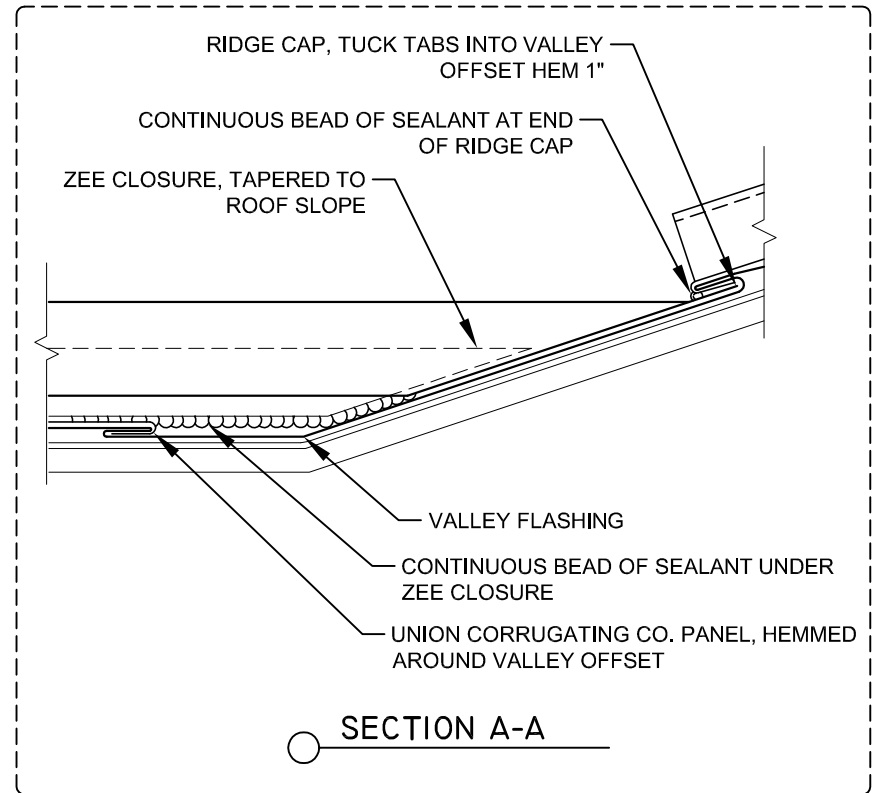 RIDGE CAP, TUCK TABS INTO VALLEY
OFFSET HEM 1"
CONTINUOUS BEAD OF SEALANT AT END
OF RIDGE CAP
ZEE CLOSURE, TAPERED TO
ROOF SLOPE
VALLEY FLASHING
CONTINUOUS BEAD OF SEALANT UNDER
ZEE CLOSURE
UNION CORRUGATING CO. PANEL, HEMMED
AROUND VALLEY OFFSET
SECTION A-A